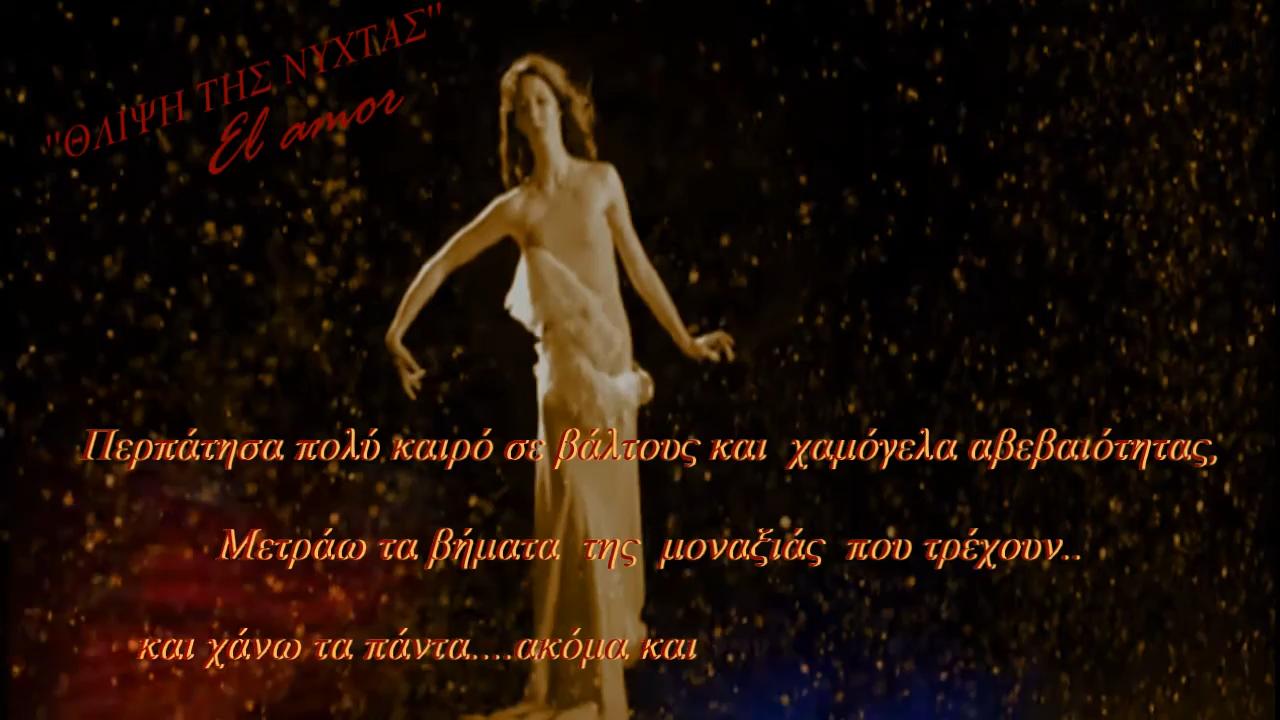 "ΘΛΙΨΗ ΤΗΣ ΝΥΧΤΑΣ"
El amor
Περπάτησα πολύ καιρό σε βάλτους και χαμόγελα αβεβαιότητας,
Μετράω τα βήματα της μοναξιάς που τρέχουν..
και χάνω τα πάντα....ακόμα και